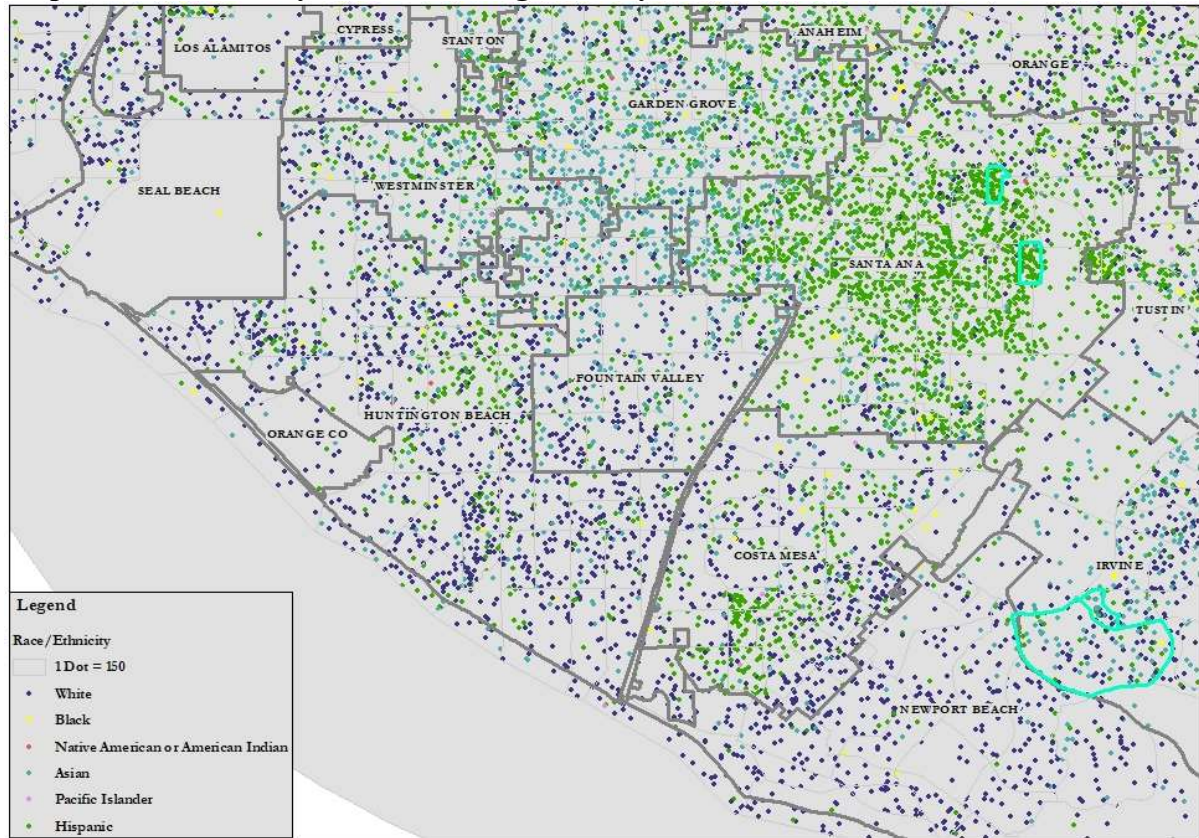 ANAHEIM
CYPRESS
STANTON
LOS ALAMITOS
ORANGE
GARDEN GROVE
WESTMINSTER
SEAL BEACH
SANTA ANA
TUSTIN
FOUNTAIN VALLEY
HUNTINGTON BEACH
ORANGE CO
COSTA MESA
IRVINE
NEWPORT BEACH
Legend
Race/Ethnicity
1 Dot = 150
White
Black
Native American or American Indian
Asian
Pacific Islander
Hispanic